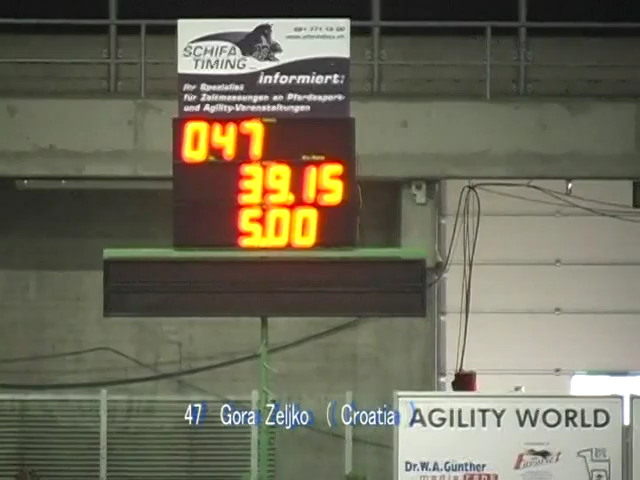 SCHIFA
TIMING
informiert:
Ihr Spezialist
für Zeitmessungen an Pferdesport-
und Agility-Veranstaltungen
047
39.15
5.00
47 Gora Zeljko (Croatia)
AGILITY WORLD
Dr.W.A.Günther